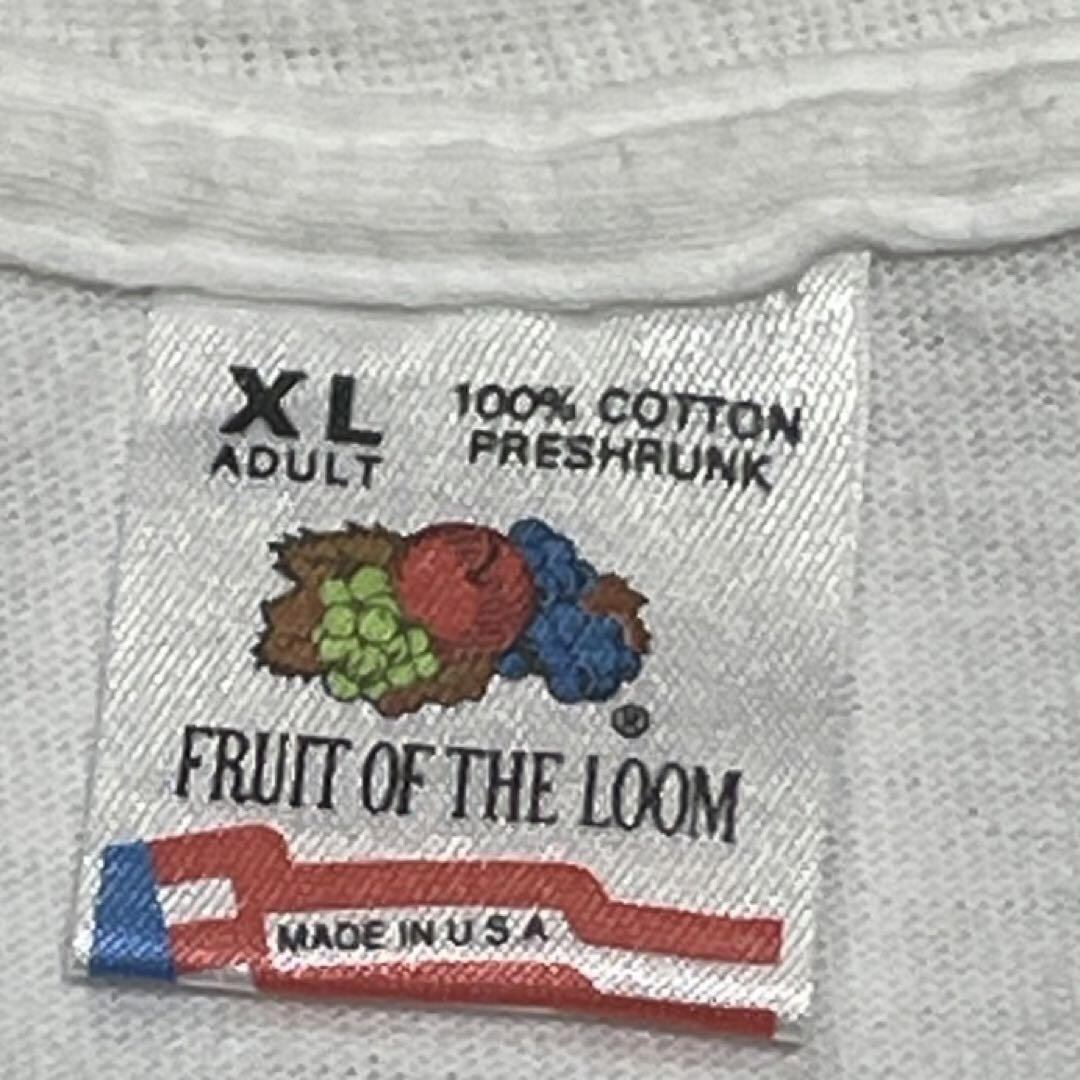 XL
ADULT
100% COTTON
PRESHRUNK
®
FRUIT OF THE LOOM
MADE IN U S A